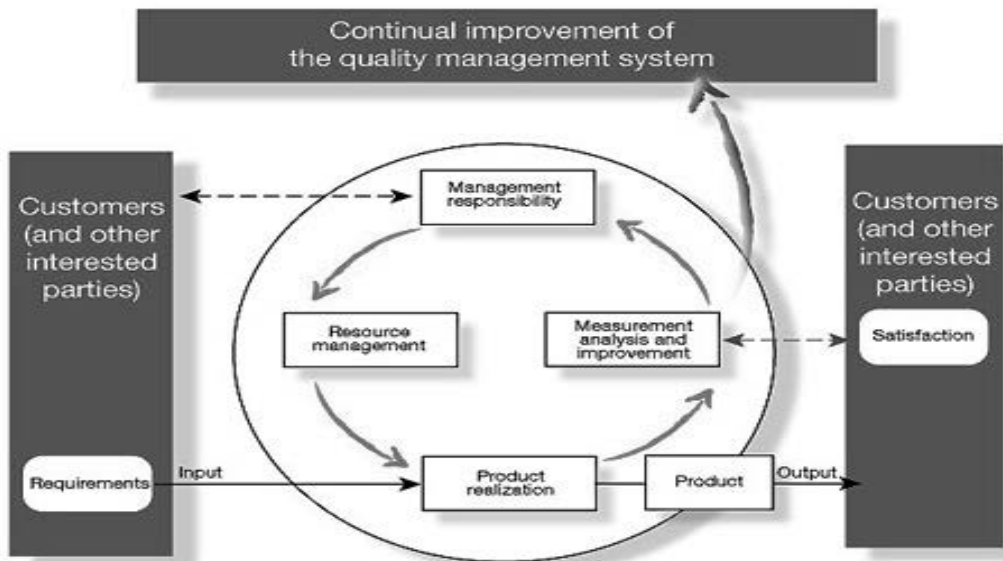 Continual improvement of
the quality management system
Customers
(and other
interested
parties)
Management
responsibility
Customers
(and other
interested
parties)
Resource
management
Measurement
analysis and
improvement
Satisfaction
Requirements
Input
Product
realization
Product
Output